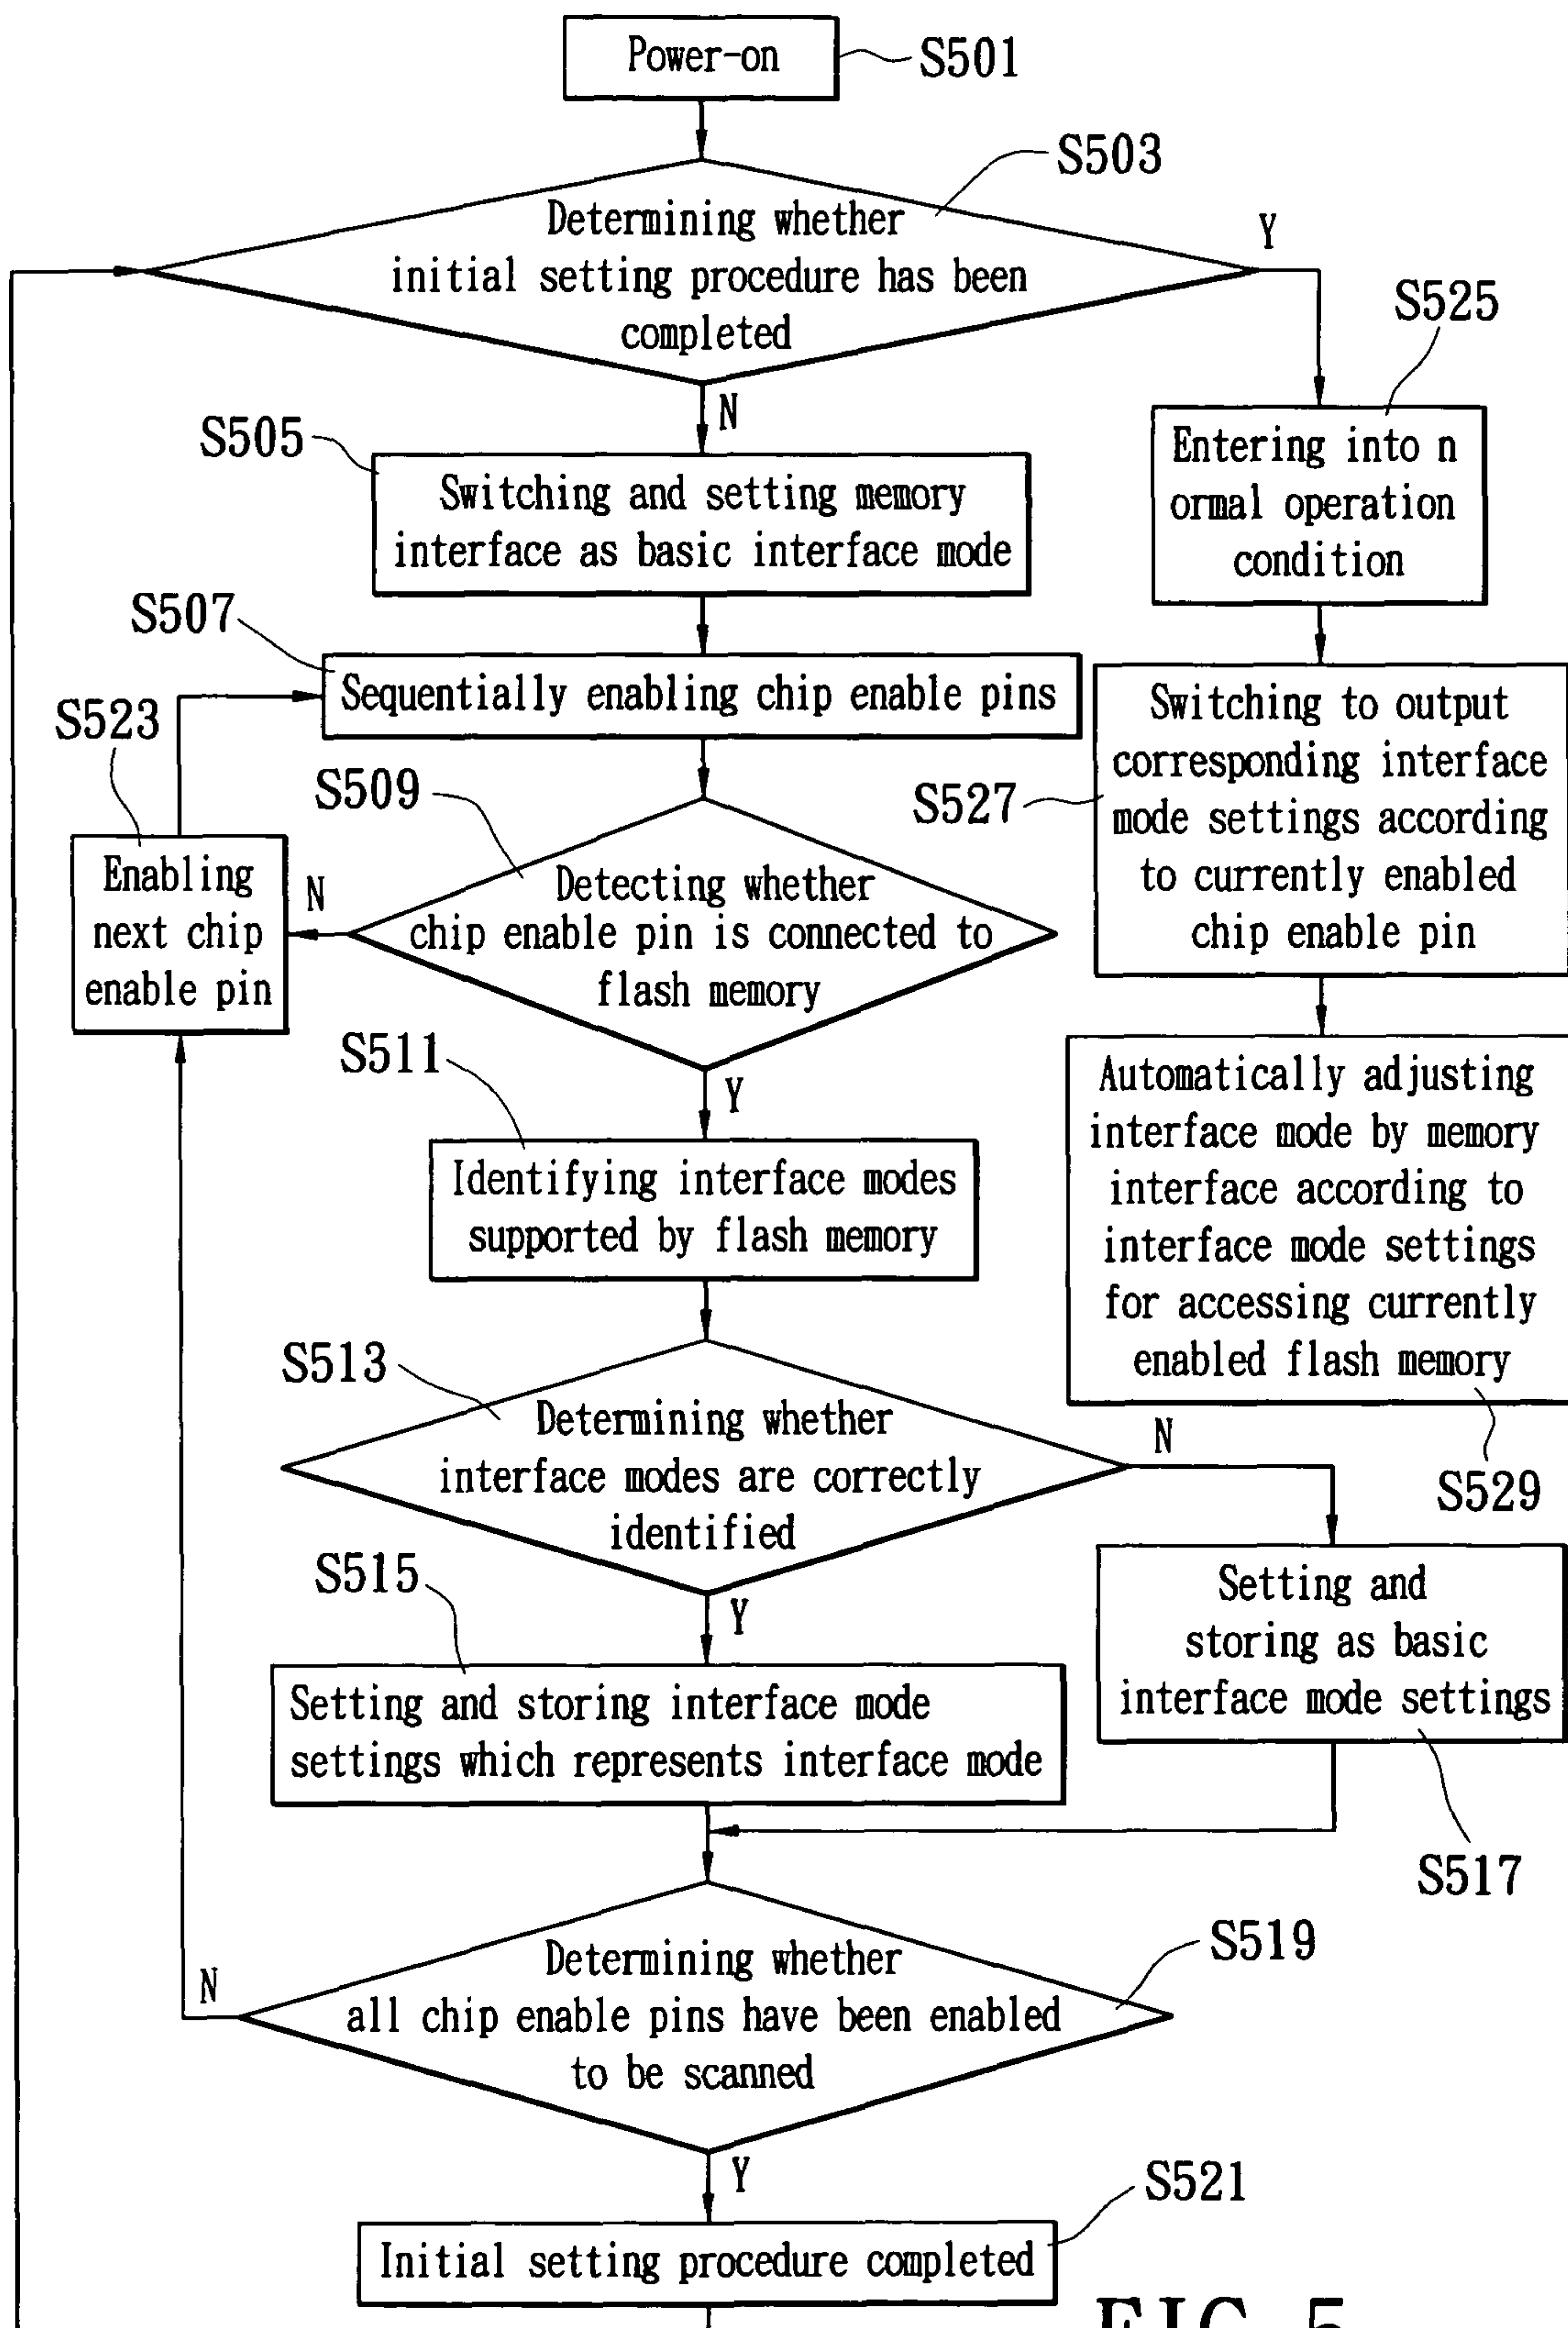 Power-on
S501
S503
Determining whether
initial setting procedure has been
completed
Y
N
S525
Entering into n
ormal operation
condition
S505
Switching and setting memory
interface as basic interface mode
S507
Sequentially enabling chip enable pins
S523
Enabling
next chip
enable pin
S509
Detecting whether
chip enable pin is connected to
flash memory
N
Y
S527
Switching to output
corresponding interface
mode settings according
to currently enabled
chip enable pin
S511
Identifying interface modes
supported by flash memory
Automatically adjusting
interface mode by memory
interface according to
interface mode settings
for accessing currently
enabled flash memory
S529
S513
Determining whether
interface modes are correctly
identified
N
Y
S515
Setting and storing interface mode
settings which represents interface mode
Setting and
storing as basic
interface mode settings
S517
S519
Determining whether
all chip enable pins have been enabled
to be scanned
N
Y
S521
Initial setting procedure completed
FIG. 5